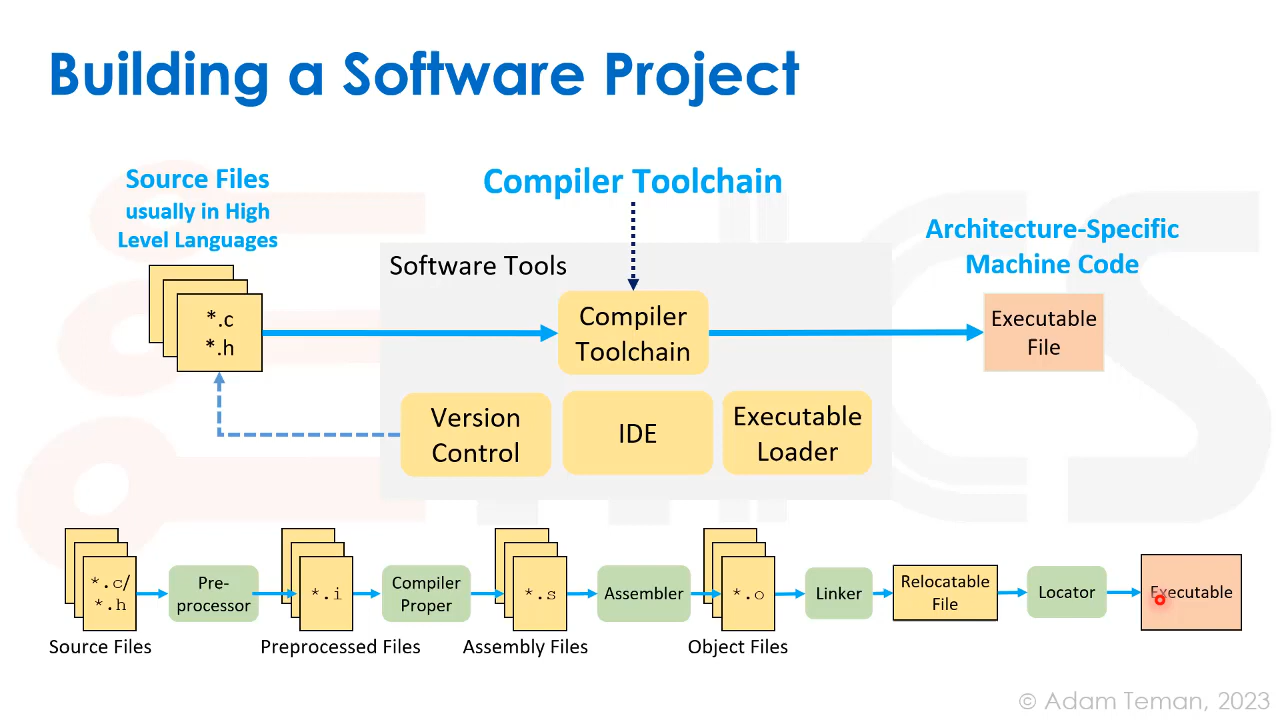 Building a Software Project
Source Files
usually in High
Level Languages
Compiler Toolchain
Architecture-Specific
Machine Code
Software Tools
*.c
*.h
Compiler
Toolchain
Executable
File
Version
Control
IDE
Executable
Loader
*.c/
*.h
Pre-
processor
*.i
Compiler
Proper
*.s
Assembler
*.o
Linker
Relocatable
File
Locator
Executable
Source Files
Preprocessed Files
Assembly Files
Object Files
© Adam Teman, 2023